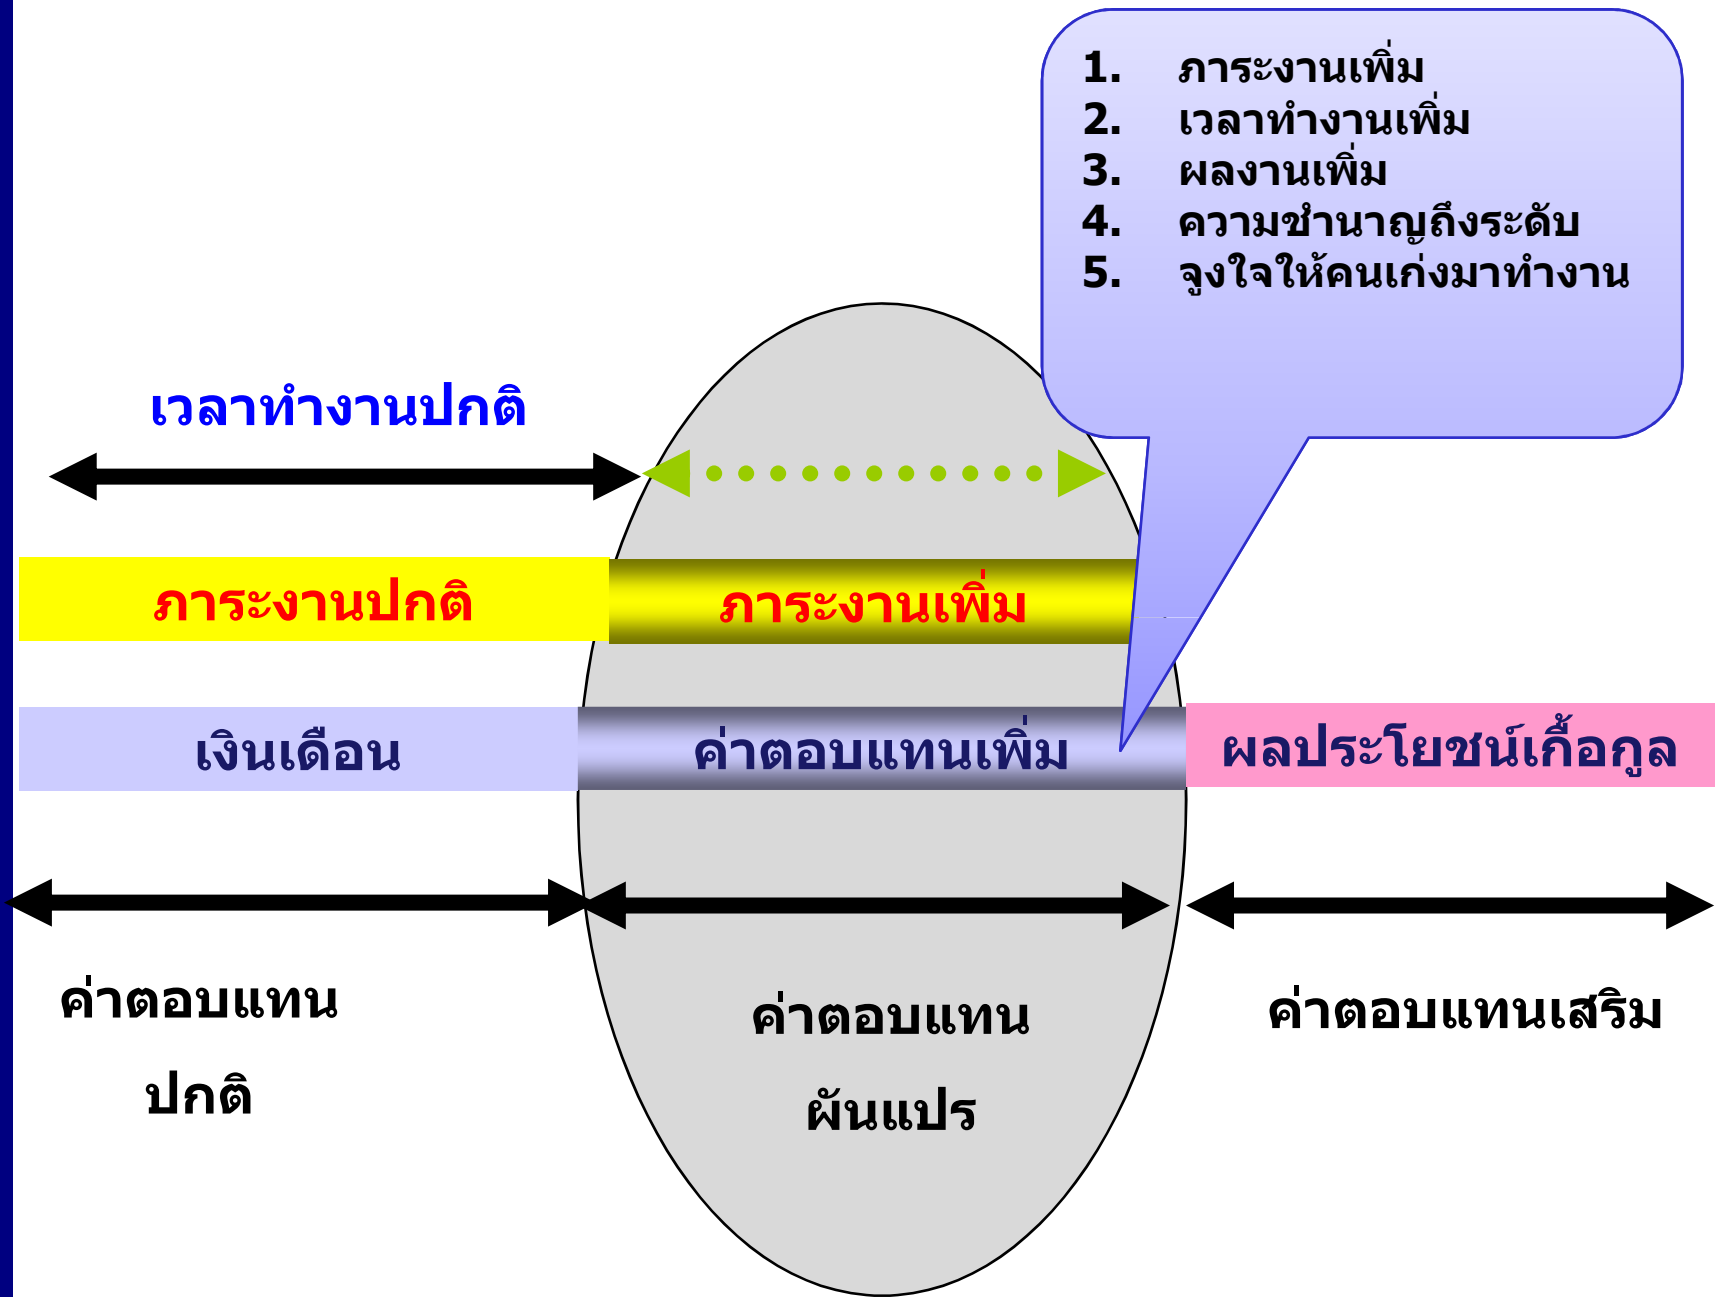 1. ภาระงานเพิ่ม
2. เวลาทำงานเพิ่ม
3. ผลงานเพิ่ม
4. ความชำนาญถึงระดับ
5. จูงใจให้คนเก่งมาทำงาน
เวลาทำงานปกติ
ภาระงานปกติ
ภาระงานเพิ่ม
เงินเดือน
ค่าตอบแทนเพิ่ม
ผลประโยชน์เกื้อกูล
ค่าตอบแทน
ปกติ
ค่าตอบแทน
ผันแปร
ค่าตอบแทนเสริม